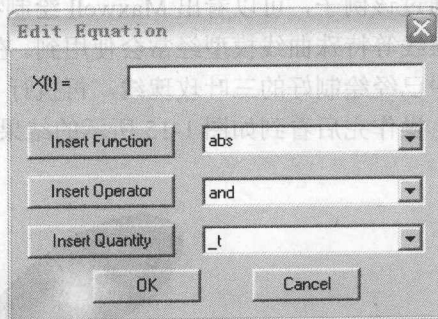 Edit Equation
X(t) =
Insert Function abs
Insert Operator and
Insert Quantity _t
OK Cancel